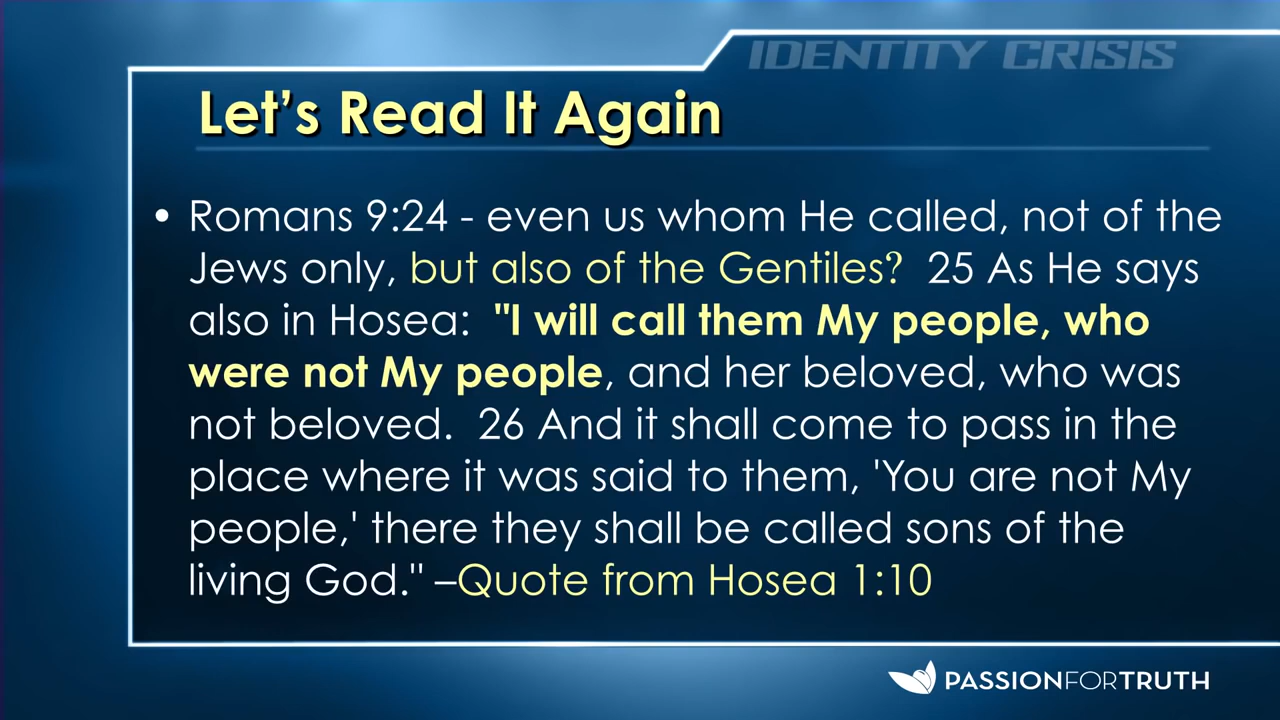 IDENTITY CRISIS
Let's Read It Again
• Romans 9:24 - even us whom He called, not of the
Jews only, but also of the Gentiles?  25 As He says
also in Hosea:  "I will call them My people, who
were not My people, and her beloved, who was
not beloved.  26 And it shall come to pass in the
place where it was said to them, 'You are not My
people,' there they shall be called sons of the
living God." –Quote from Hosea 1:10
PASSIONFORTRUTH